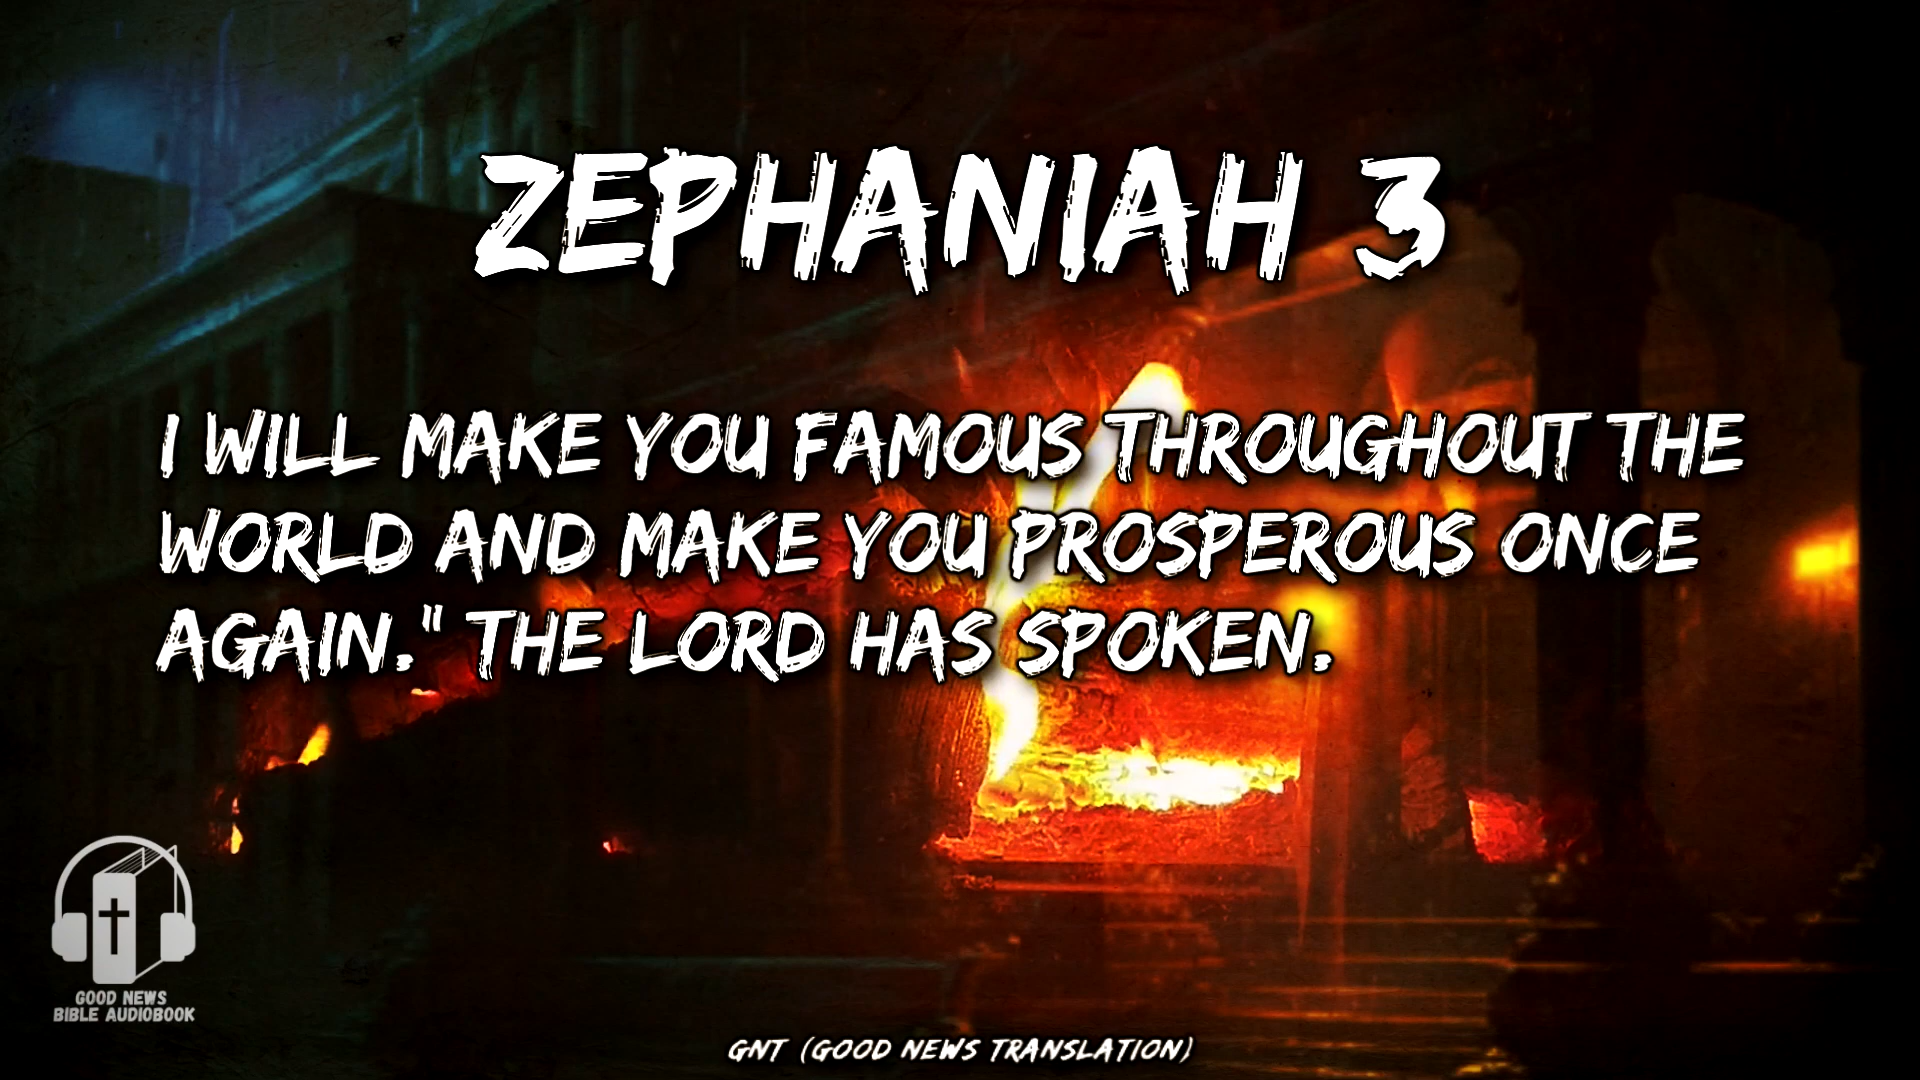 ZEPHANIAH 3
I WILL MAKE YOU FAMOUS THROUGHOUT THE
WORLD AND MAKE YOU PROSPEROUS ONCE
AGAIN." THE LORD HAS SPOKEN.
GOOD NEWS
BIBLE AUDIOBOOK
GNT (GOOD NEWS TRANSLATION)